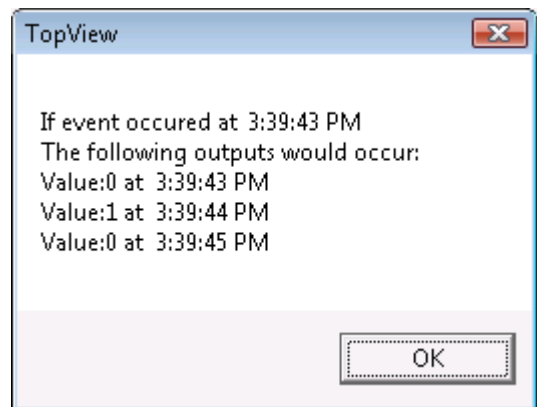 TopView
If event occured at 3:39:43 PM
The following outputs would occur:
Value:0 at 3:39:43 PM
Value:1 at 3:39:44 PM
Value:0 at 3:39:45 PM
OK